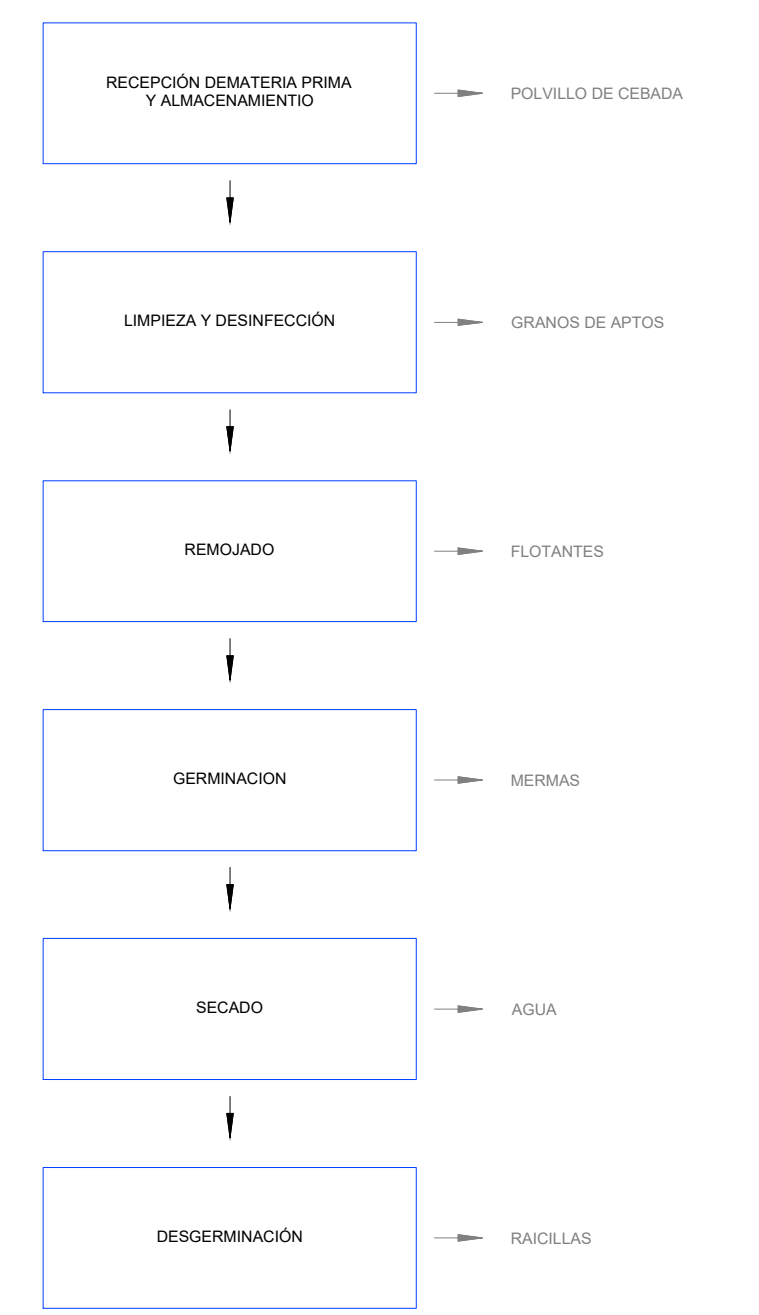 RECEPCIÓN DEMATERIA PRIMA
Y ALMACENAMIENTIO
POLVILLO DE CEBADA
LIMPIEZA Y DESINFECCIÓN
GRANOS DE APTOS
REMOJADO
FLOTANTES
GERMINACION
MERMAS
SECADO
AGUA
DESGERMINACIÓN
RAICILLAS